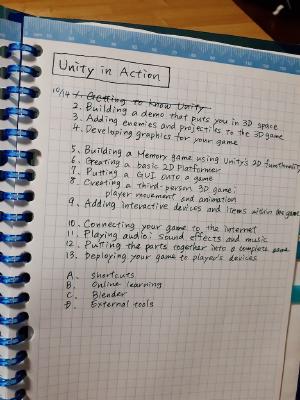 Unity in Action
10/14 1. Getting to know Unity
2. Building a demo that puts you in 3D space
3. Adding enemies and projectiles to the 3D game
4. Developing graphics for your game
5. Building a Memory game using Unity's 2D functionality
6. Creating a basic 2D Platformer
7. Putting a GUI onto a game
8. Creating a third-person 3D game:
player movement and animation
9. Adding interactive devices and items within the game
10. Connecting your game to the internet
11. Playing audio: sound effects and music
12. Putting the parts together into a complete game
13. Deploying your game to player's devices
A. shortcuts
B. Online learning
C. Blender
D. External tools